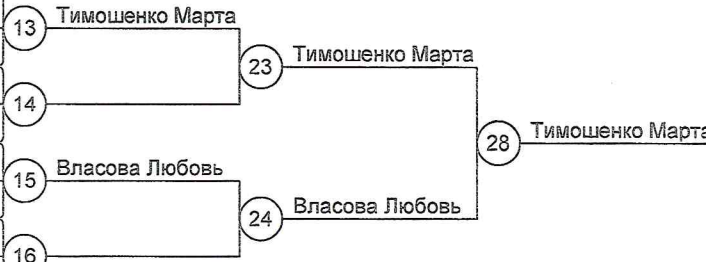 13 Тимошенко Марта
23 Тимошенко Марта
14
28 Тимошенко Марта
15 Власова Любовь
24 Власова Любовь
16